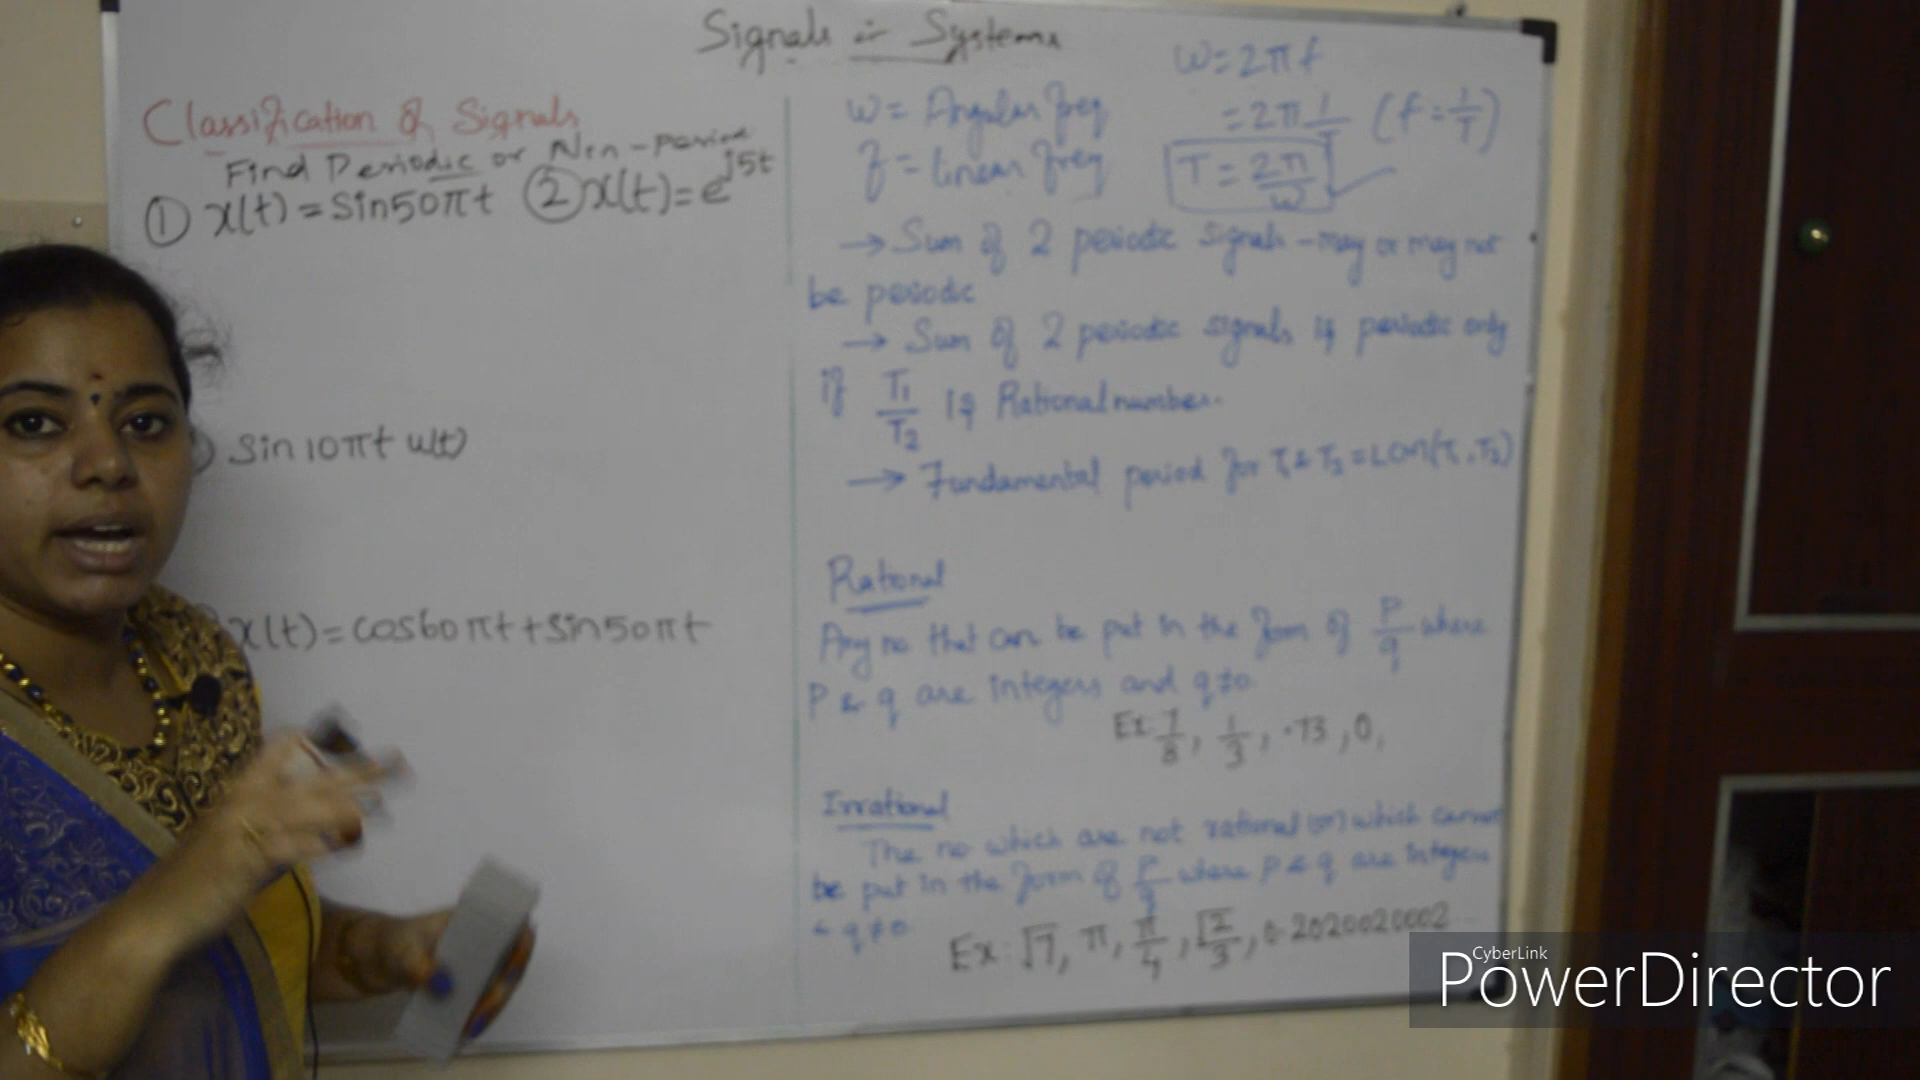 Signals & Systems
Classification of Signals
Find Periodic or Non-period
① x(t) = Sin50πt ② x(t) = e^j5t
) Sin 10πt u(t)
x(t) = Cos60πt + Sin50πt
ω = Angular freq
f = linear freq
ω = 2πf
= 2π 1/T (f = 1/T)
T = 2π/ω
→ Sum of 2 periodic signals - may or may not
be periodic
→ Sum of 2 periodic signals is periodic only
if T₁/T₂ is Rational number.
→ Fundamental period for T₁ & T₂ = LCM(T₁, T₂)
Rational
Any no that can be put in the form of P/q where
P & q are integers and q≠0
Ex: 7/8, 1/3, .73, 0,
Irrational
The no which are not rational (or) which cannot
be put in the form of P/q where P & q are integers
& q≠0
Ex: √7, π, π/4, √2/3, 0.2020020002
CyberLink
PowerDirector